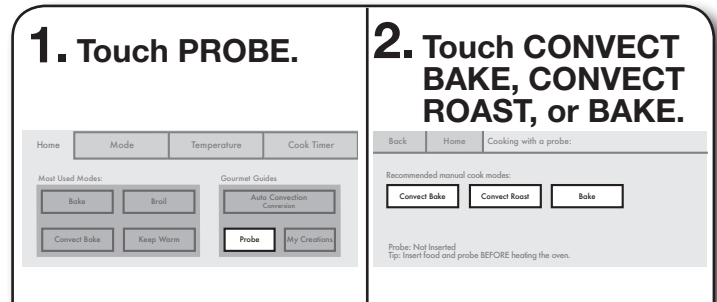 1. Touch PROBE.
Home Mode Temperature Cook Timer
Most Used Modes: Gourmet Guides
Bake Broil Auto Convection
Conversion
Convect Bake Keep Warm Probe My Creations
2. Touch CONVECT
BAKE, CONVECT
ROAST, or BAKE.
Back Home Cooking with a probe:
Recommended manual cook modes:
Convect Bake Convect Roast Bake
Probe: Not Inserted
Tip: Insert food and probe BEFORE heating the oven.